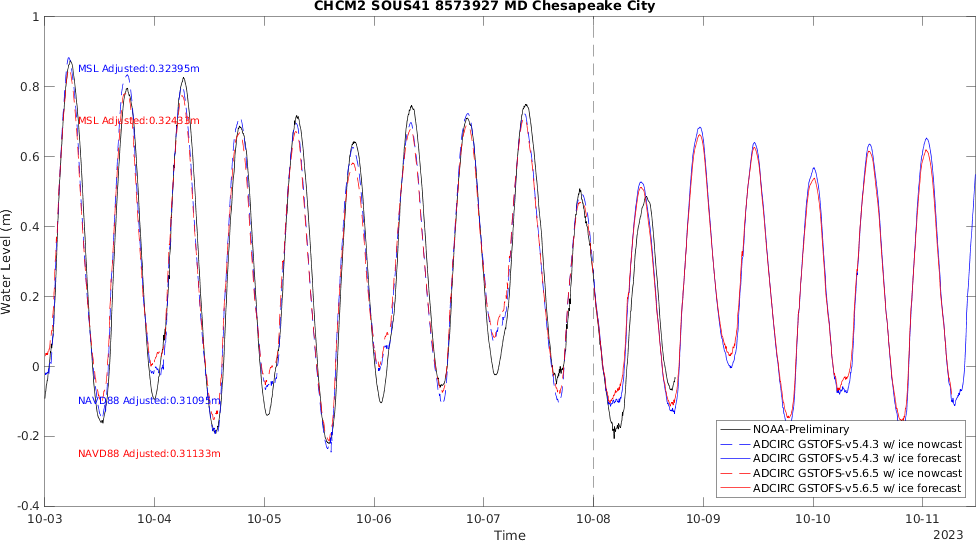 CHCM2 SOUS41 8573927 MD Chesapeake City
1
0.8
0.6
0.4
0.2
0
-0.2
-0.4
Water Level (m)
MSL Adjusted:0.32395m
MSL Adjusted:0.32433m
NAVD88 Adjusted:0.31095m
NAVD88 Adjusted:0.31133m
NOAA-Preliminary
ADCIRC GSTOFS-v5.4.3 w/ ice nowcast
ADCIRC GSTOFS-v5.4.3 w/ ice forecast
ADCIRC GSTOFS-v5.6.5 w/ ice nowcast
ADCIRC GSTOFS-v5.6.5 w/ ice forecast
10-03 10-04 10-05 10-06 10-07 10-08 10-09 10-10 10-11
Time
2023